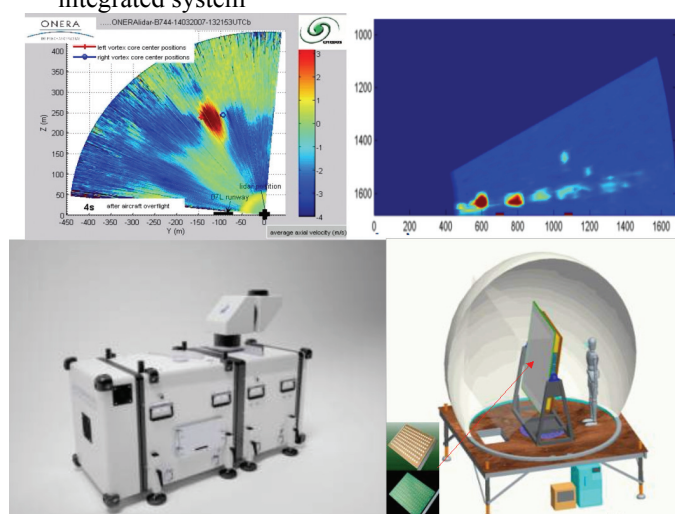 integrated system
ONERA
.....ONERAlidar-B744-14032007-132153UTCb
left vortex core center positions
right vortex core center positions
450
400
350
300
250
200
150
100
50
0
Z (m)
lidar position
07L runway
4s after aircraft overflight
-450 -400 -350 -300 -250 -200 -150 -100 -50 0
Y (m)
3
2
1
0
-1
-2
-3
-4
average axial velocity (m/s)
1000
1200
1400
1600
0 200 400 600 800 1000 1200 1400 1600